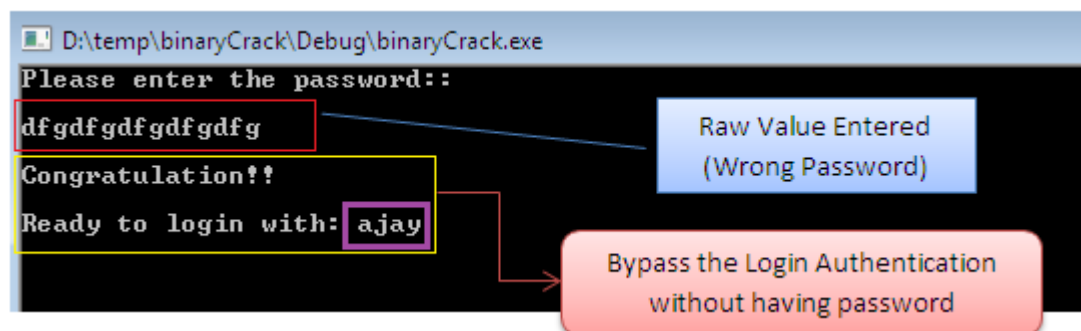 D:\temp\binaryCrack\Debug\binaryCrack.exe
Please enter the password::
dfgdfgdfgdfgdfg
Raw Value Entered
(Wrong Password)
Congratulation!!
Ready to login with: ajay
Bypass the Login Authentication
without having password